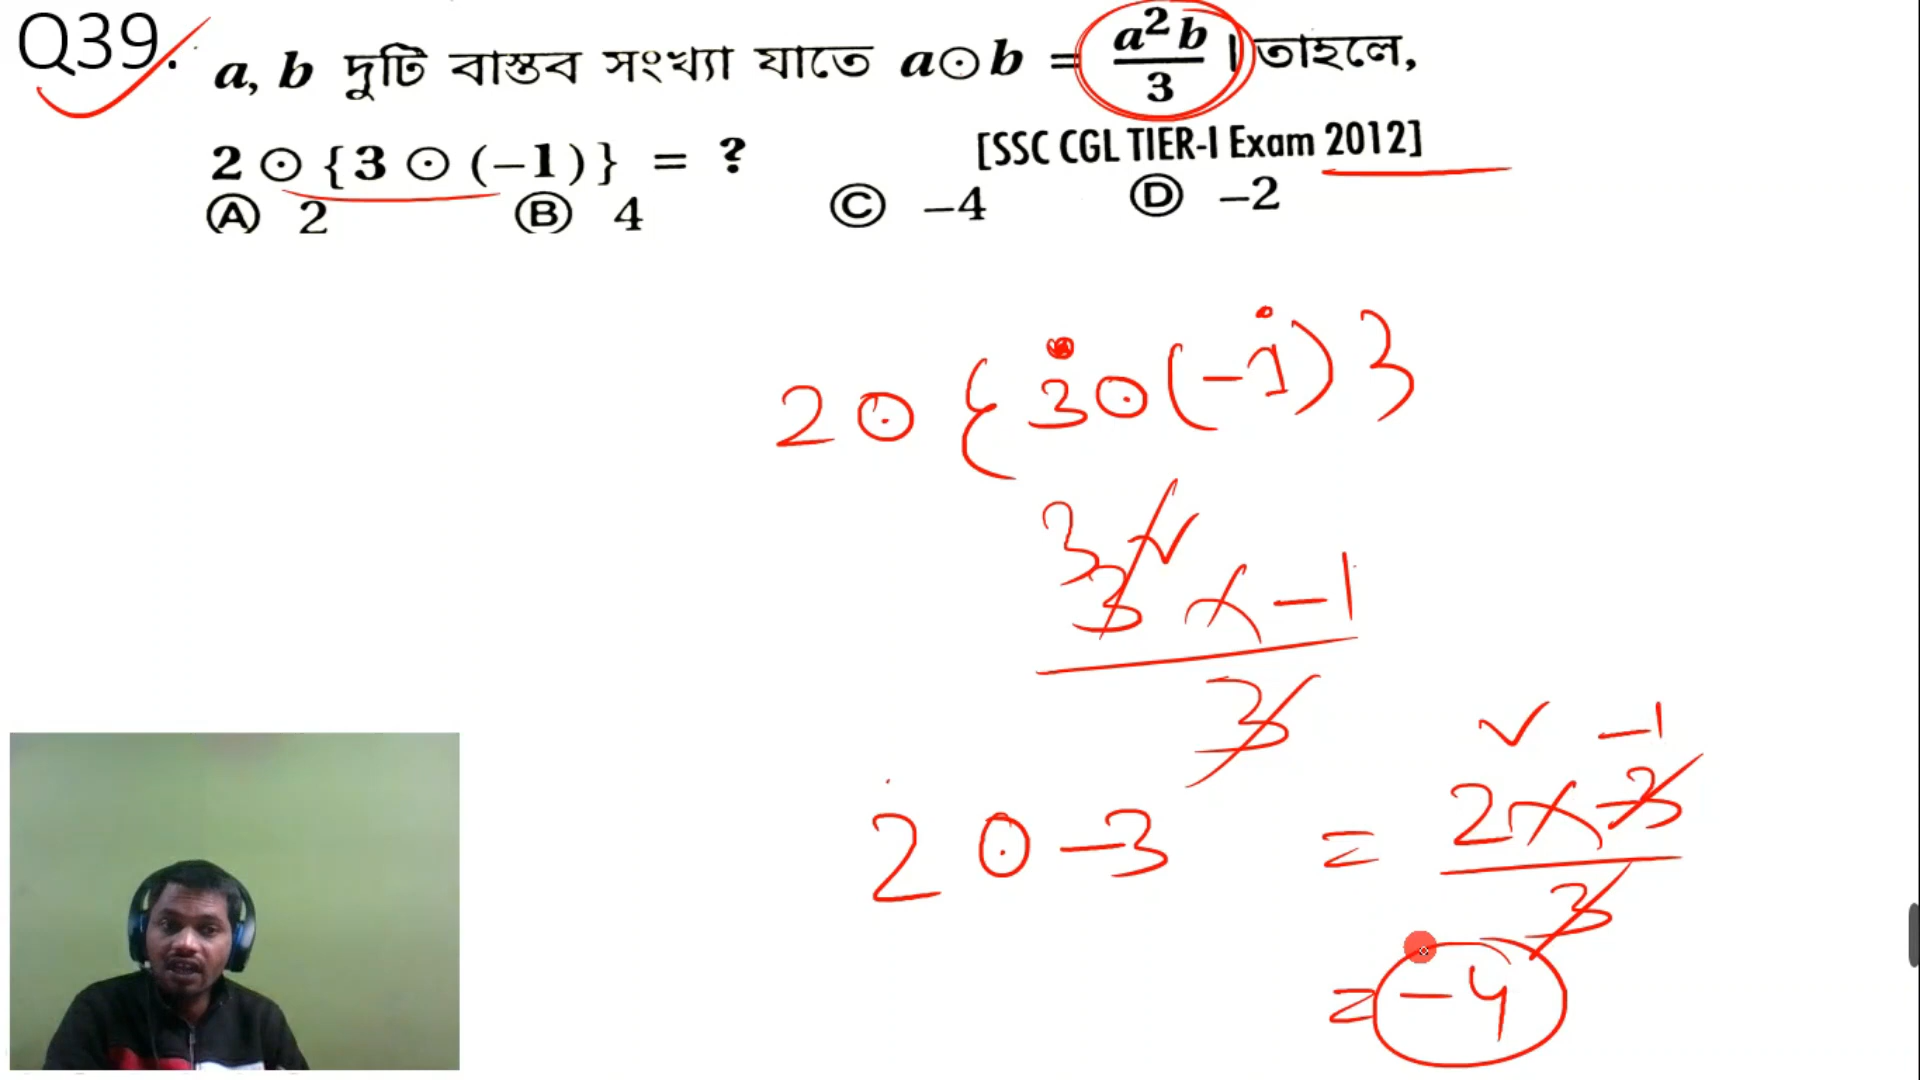 Q39.
a, b দুটি বাস্তব সংখ্যা যাতে a⊙b = a²b/3 । তাহলে,
2 ⊙ {3 ⊙ (−1)} = ? [SSC CGL TIER-I Exam 2012]
Ⓐ 2 Ⓑ 4 Ⓒ −4 Ⓓ −2
2 ⊙ {3 ⊙ (-1)}
3
3 × -1
3
-1
2 ⊙ -3 = 2 × -3
3
= -4